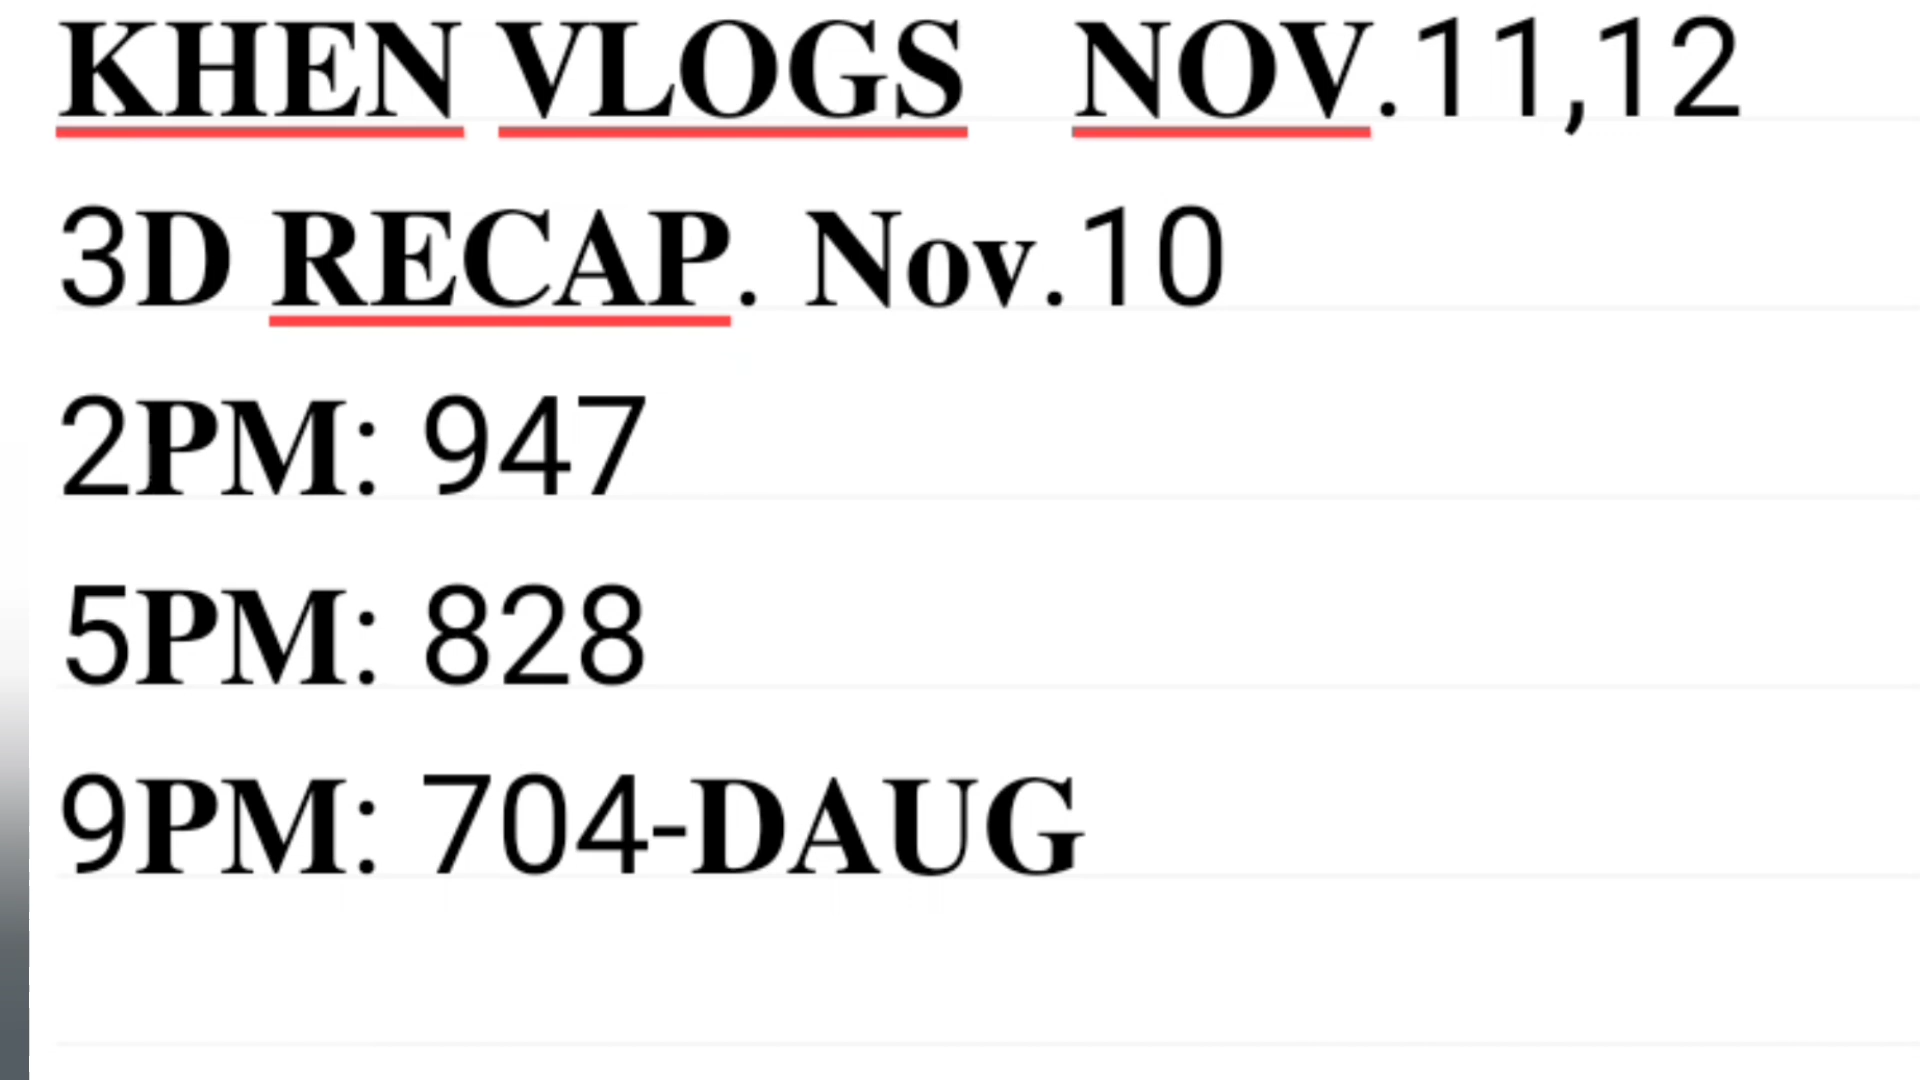 KHEN VLOGS NOV.11,12
3D RECAP. Nov.10
2PM: 947
5PM: 828
9PM: 704-DAUG